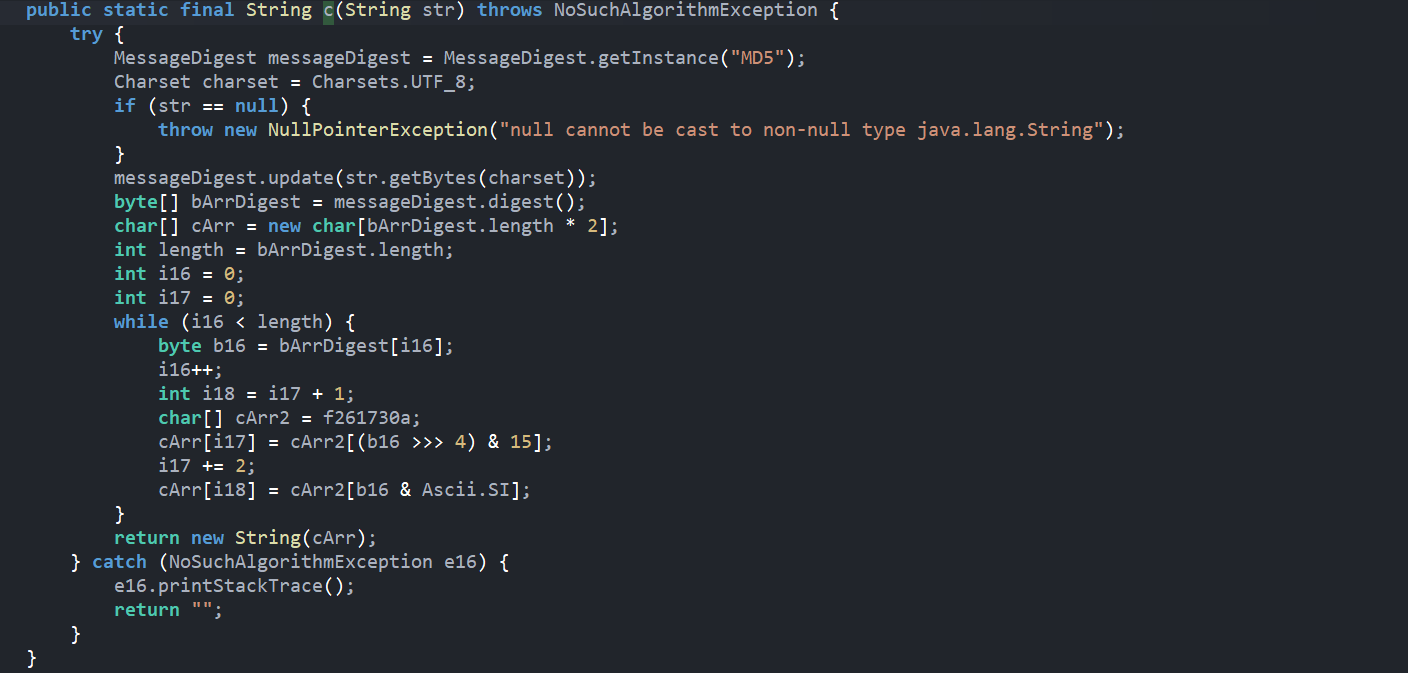 public static final String c(String str) throws NoSuchAlgorithmException {
    try {
        MessageDigest messageDigest = MessageDigest.getInstance("MD5");
        Charset charset = Charsets.UTF_8;
        if (str == null) {
            throw new NullPointerException("null cannot be cast to non-null type java.lang.String");
        }
        messageDigest.update(str.getBytes(charset));
        byte[] bArrDigest = messageDigest.digest();
        char[] cArr = new char[bArrDigest.length * 2];
        int length = bArrDigest.length;
        int i16 = 0;
        int i17 = 0;
        while (i16 < length) {
            byte b16 = bArrDigest[i16];
            i16++;
            int i18 = i17 + 1;
            char[] cArr2 = f261730a;
            cArr[i17] = cArr2[(b16 >>> 4) & 15];
            i17 += 2;
            cArr[i18] = cArr2[b16 & Ascii.SI];
        }
        return new String(cArr);
    } catch (NoSuchAlgorithmException e16) {
        e16.printStackTrace();
        return "";
    }
}